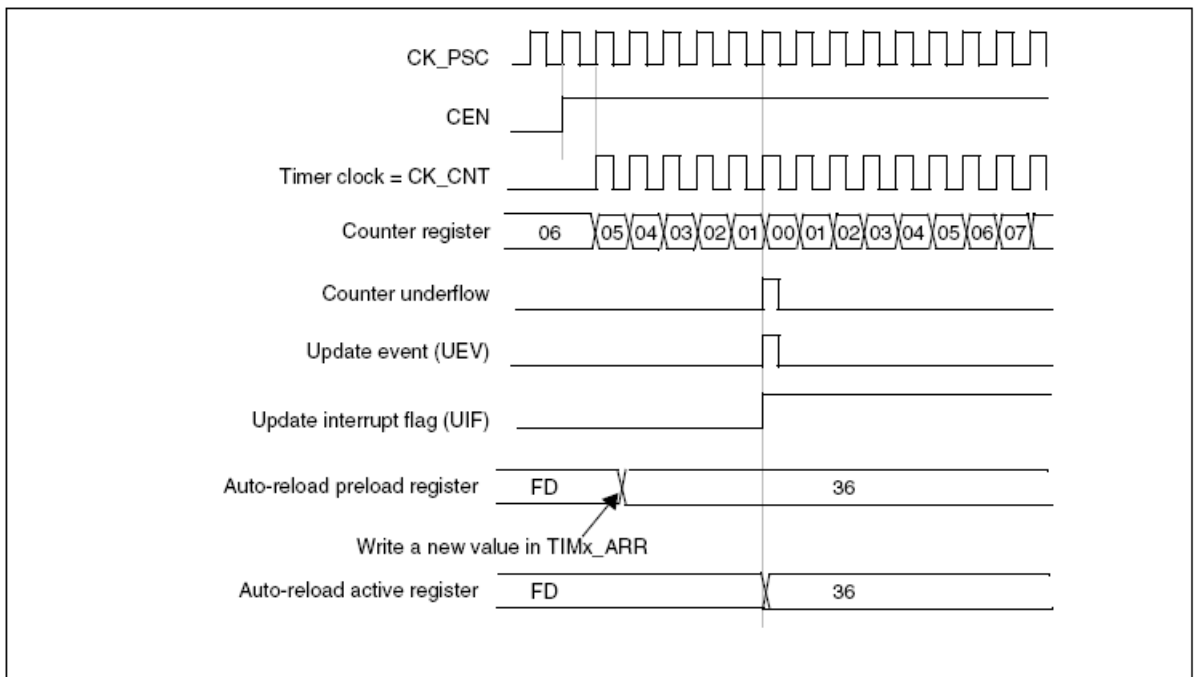 CK_PSC
CEN
Timer clock = CK_CNT
Counter register 06 05 04 03 02 01 00 01 02 03 04 05 06 07
Counter underflow
Update event (UEV)
Update interrupt flag (UIF)
Auto-reload preload register FD 36
Write a new value in TIMx_ARR
Auto-reload active register FD 36